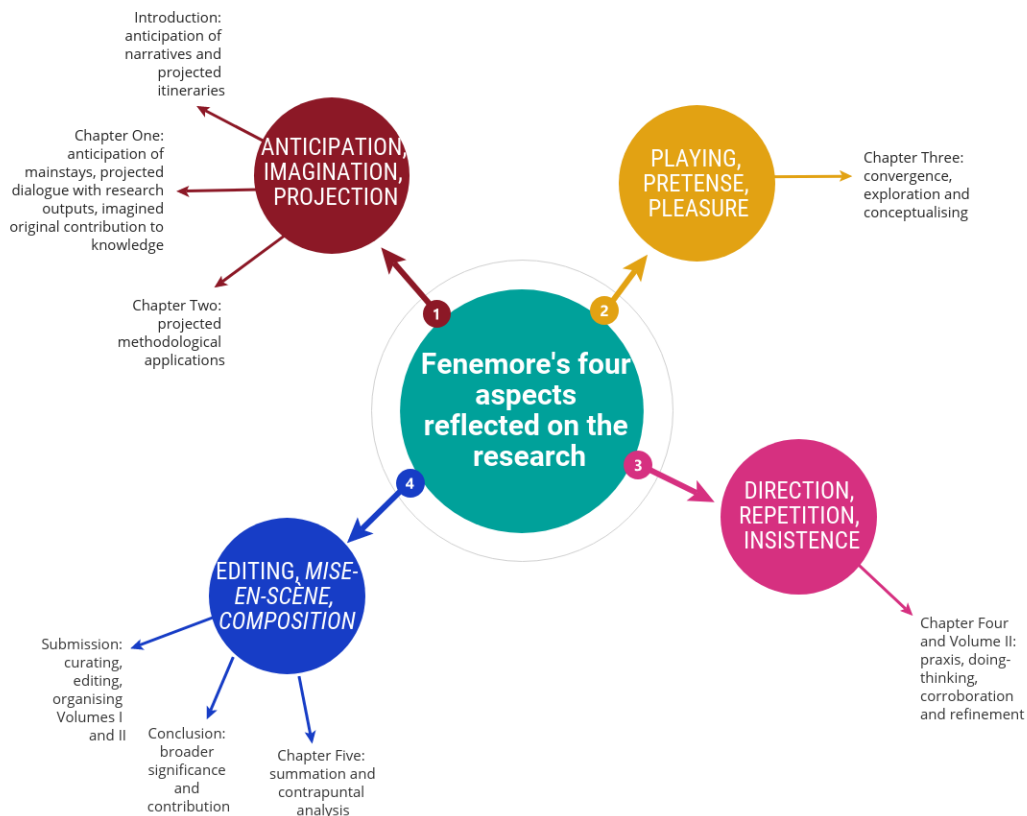 Introduction:
anticipation of
narratives and
projected
itineraries
Chapter One:
anticipation of
mainstays, projected
dialogue with research
outputs, imagined
original contribution to
knowledge
Chapter Two:
projected
methodological
applications
ANTICIPATION,
IMAGINATION,
PROJECTION
1
PLAYING,
PRETENSE,
PLEASURE
2
Chapter Three:
convergence,
exploration and
conceptualising
Fenemore's four
aspects
reflected on the
research
3
DIRECTION,
REPETITION,
INSISTENCE
Chapter Four
and Volume II:
praxis, doing-
thinking,
corroboration
and refinement
4
EDITING, MISE-
EN-SCÈNE,
COMPOSITION
Submission:
curating,
editing,
organising
Volumes I
and II
Conclusion:
broader
significance
and
contribution
Chapter Five:
summation and
contrapuntal
analysis